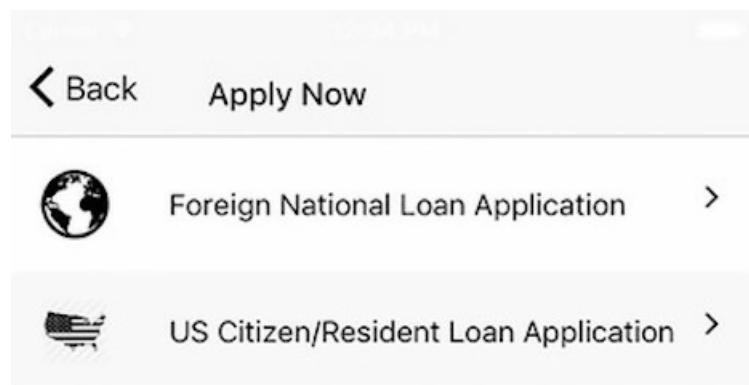 Back
Apply Now
Foreign National Loan Application
US Citizen/Resident Loan Application